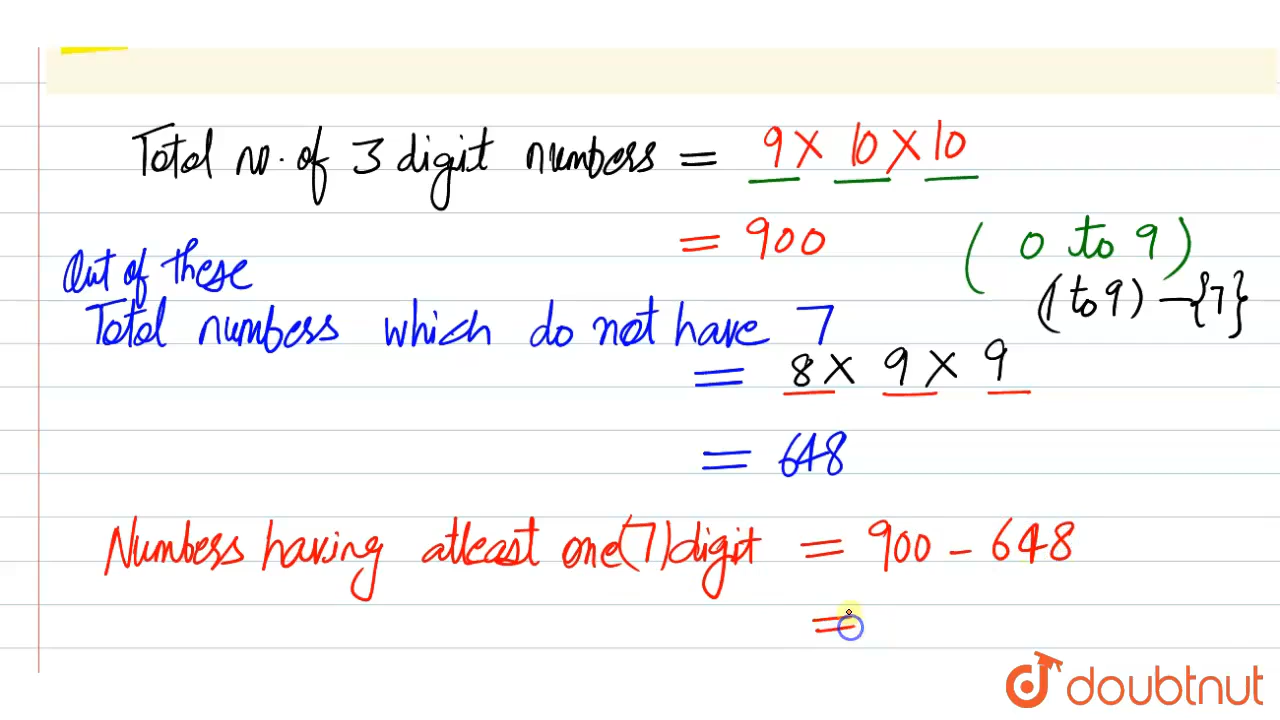 Total no. of 3 digit numbers = 9 × 10 × 10
= 900
(0 to 9)
Out of these
(1 to 9) – {7}
Total numbers which do not have 7
= 8 × 9 × 9
= 648
Numbers having atleast one (7) digit = 900 – 648
=
doubtnut